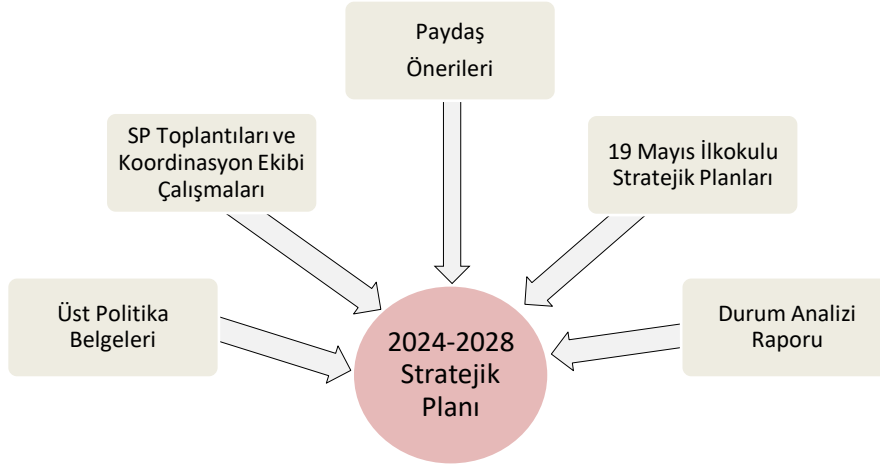 Paydaş
Önerileri
SP Toplantıları ve
Koordinasyon Ekibi
Çalışmaları
19 Mayıs İlkokulu
Stratejik Planları
Üst Politika
Belgeleri
Durum Analizi
Raporu
2024-2028
Stratejik
Planı